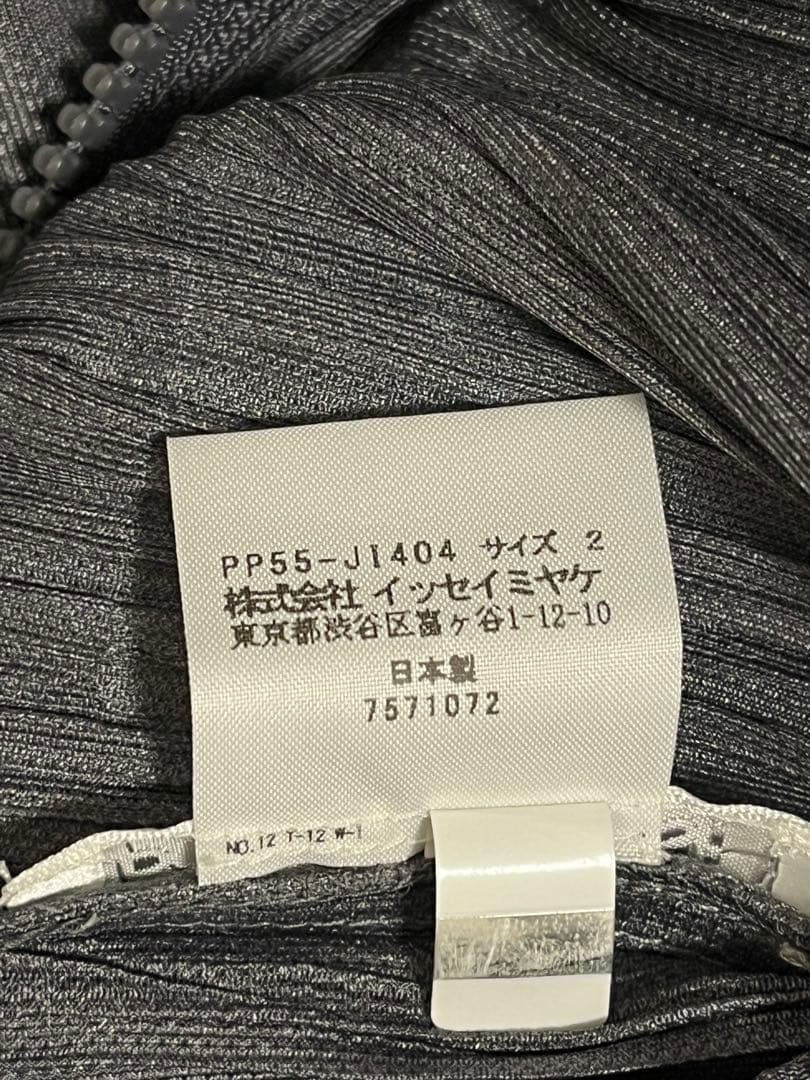 PP55-JI404 サイズ 2
株式会社 イッセイミヤケ
東京都渋谷区富ヶ谷1-12-10
日本製
7571072
NO.12 T-12 W-1